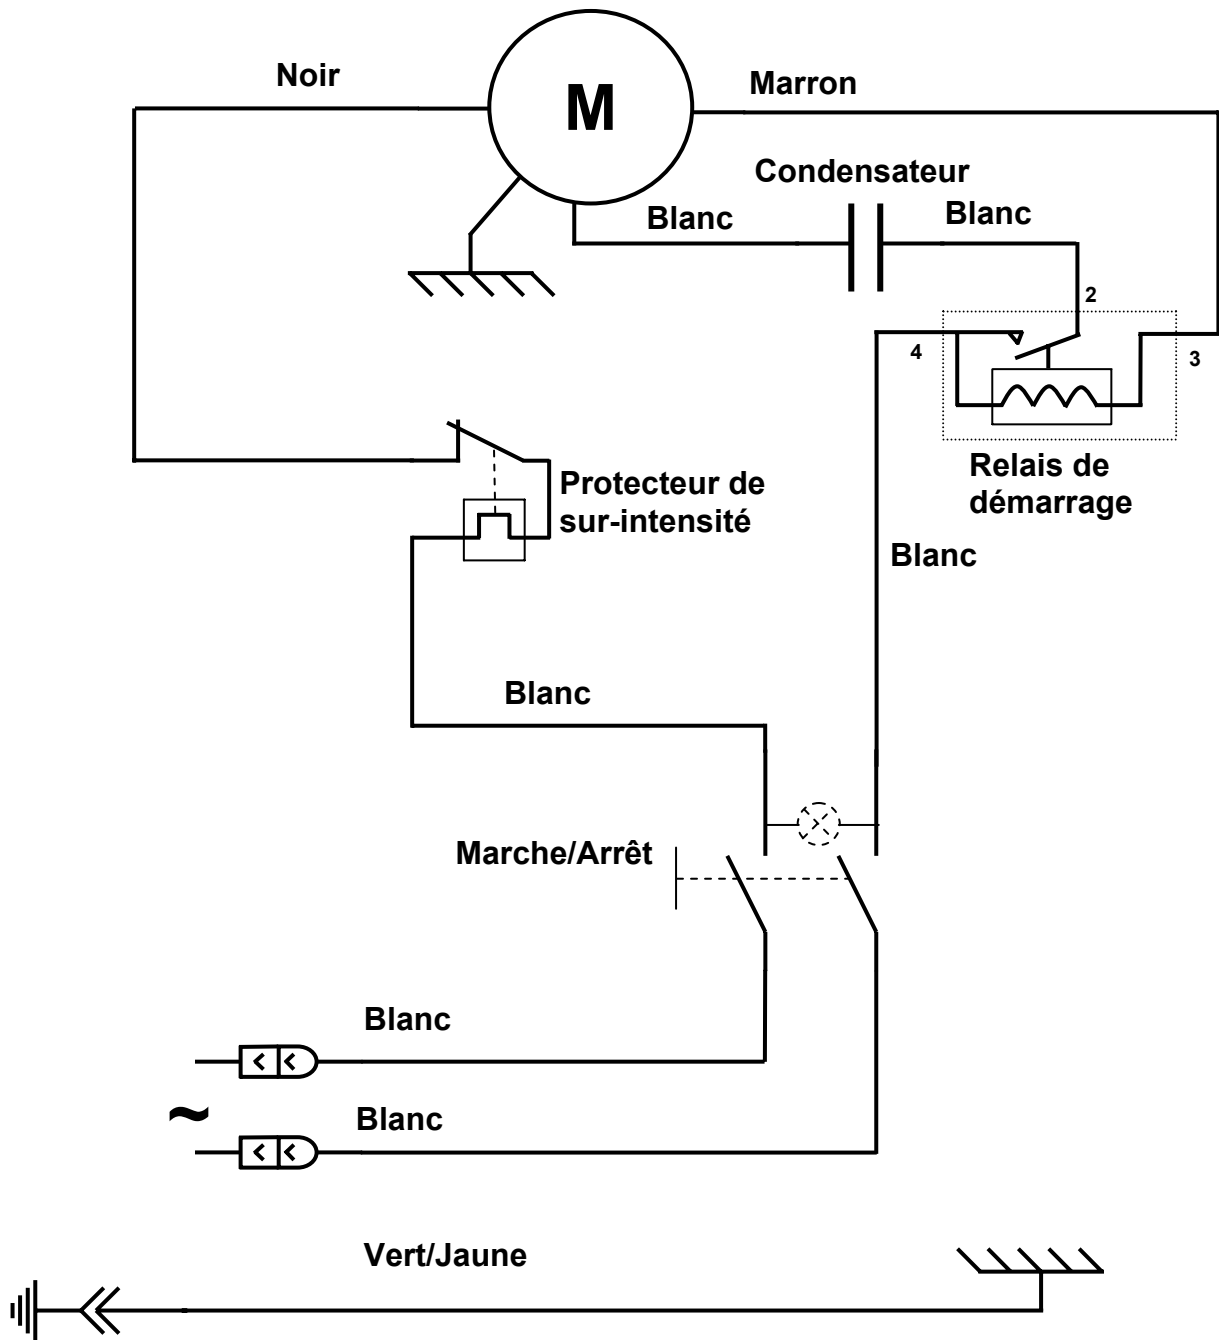 Noir
M
Marron
Condensateur
Blanc
Blanc
2
4
3
Relais de
démarrage
Protecteur de
sur-intensité
Blanc
Blanc
Marche/Arrêt
Blanc
~
Blanc
Vert/Jaune